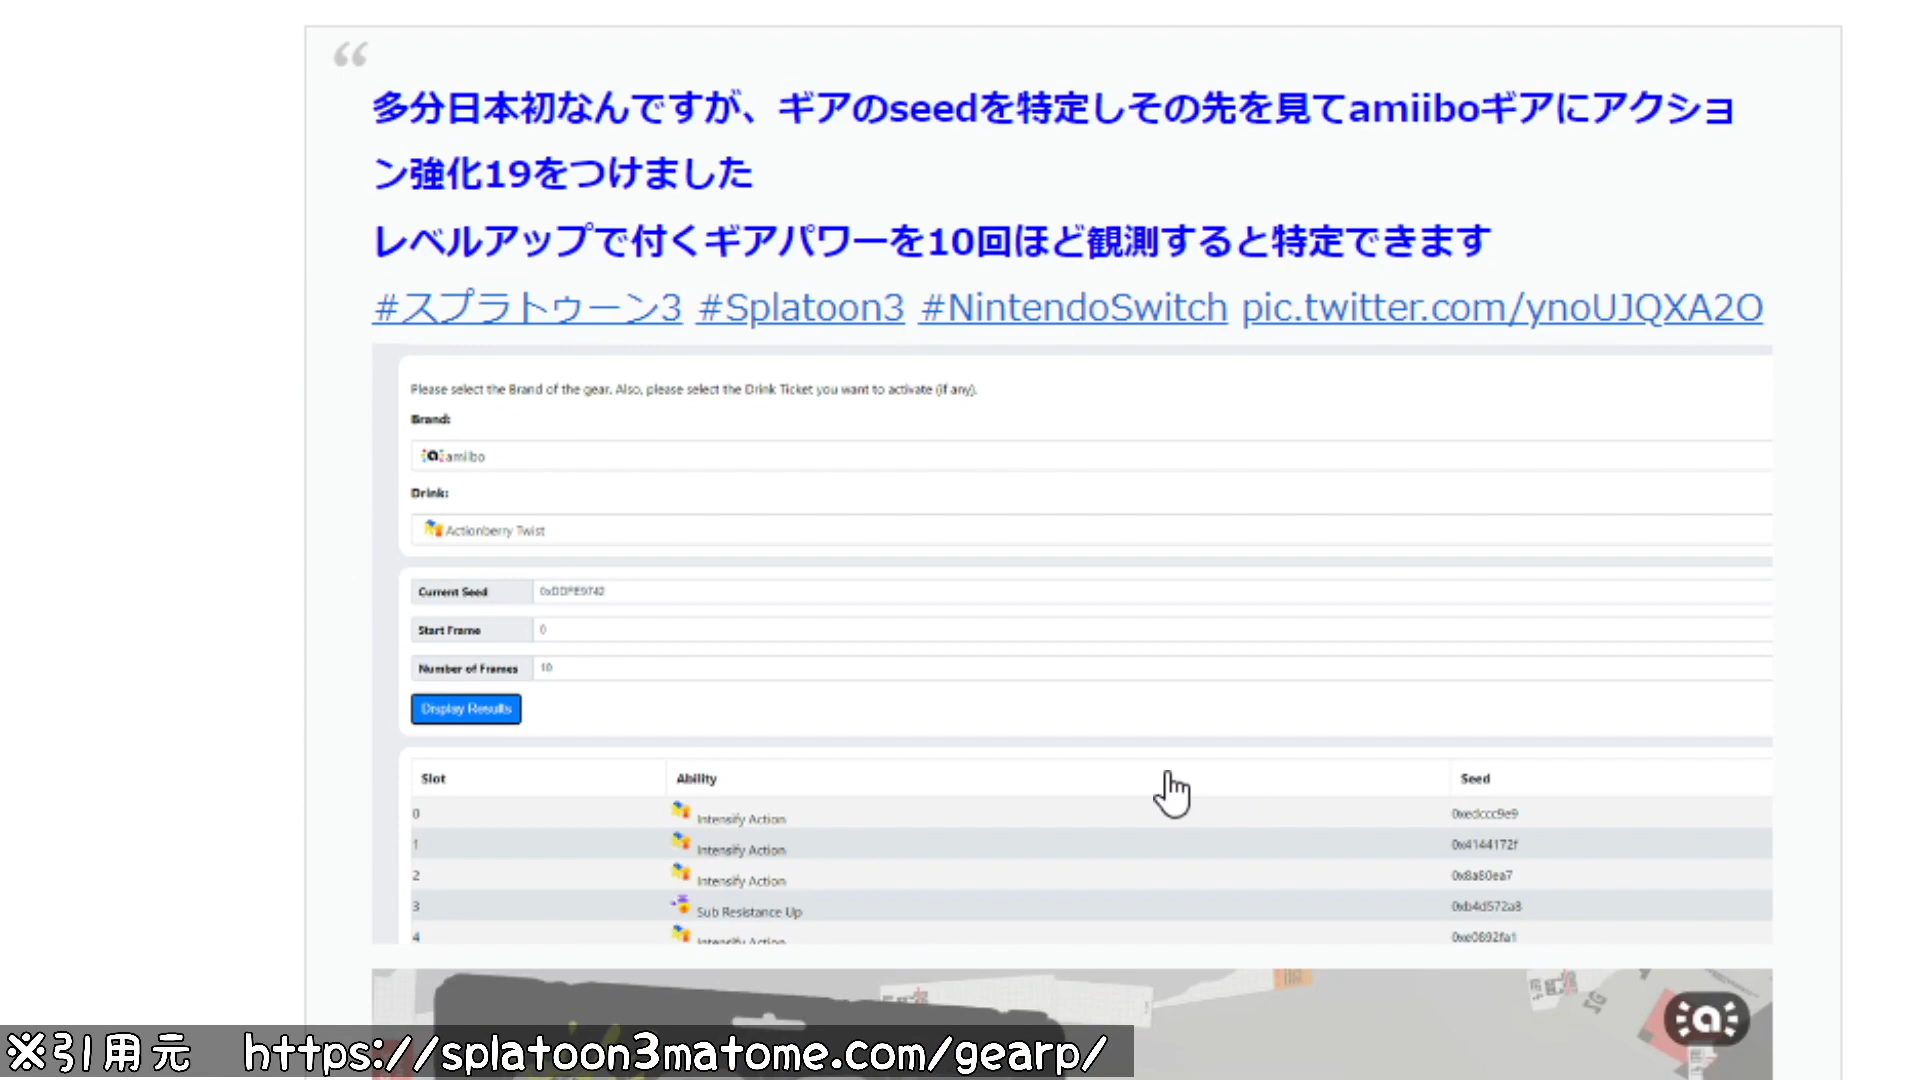 “
多分日本初なんですが、ギアのseedを特定しその先を見てamiiboギアにアクショ
ン強化19をつけました
レベルアップで付くギアパワーを10回ほど観測すると特定できます
#スプラトゥーン3 #Splatoon3 #NintendoSwitch pic.twitter.com/ynoUJQXA2O
Please select the Brand of the gear. Also, please select the Drink Ticket you want to activate (if any).
Brand:
amiibo
Drink:
Actionberry Twist
Current Seed 0xDDFE9742
Start Frame 0
Number of Frames 10
Display Results
Slot Ability Seed
0 Intensify Action 0xedccc9e9
1 Intensify Action 0x4144172f
2 Intensify Action 0x8a80ea7
3 Sub Resistance Up 0xb4d572a8
4 Intensify Action 0xe0892fa1
※引用元 https://splatoon3matome.com/gearp/